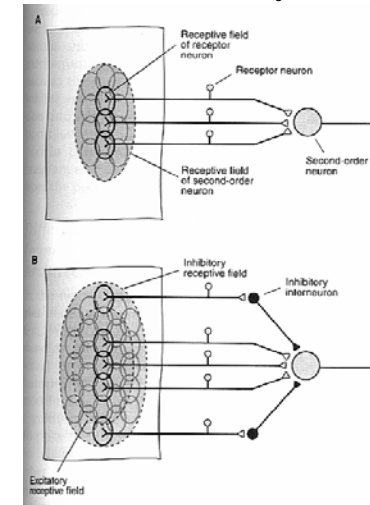 A
Receptive field
of receptor
neuron
Receptor neuron
Receptive field
of second-order
neuron
Second-order
neuron
B
Inhibitory
receptive field
Inhibitory
interneuron
Excitatory
receptive field